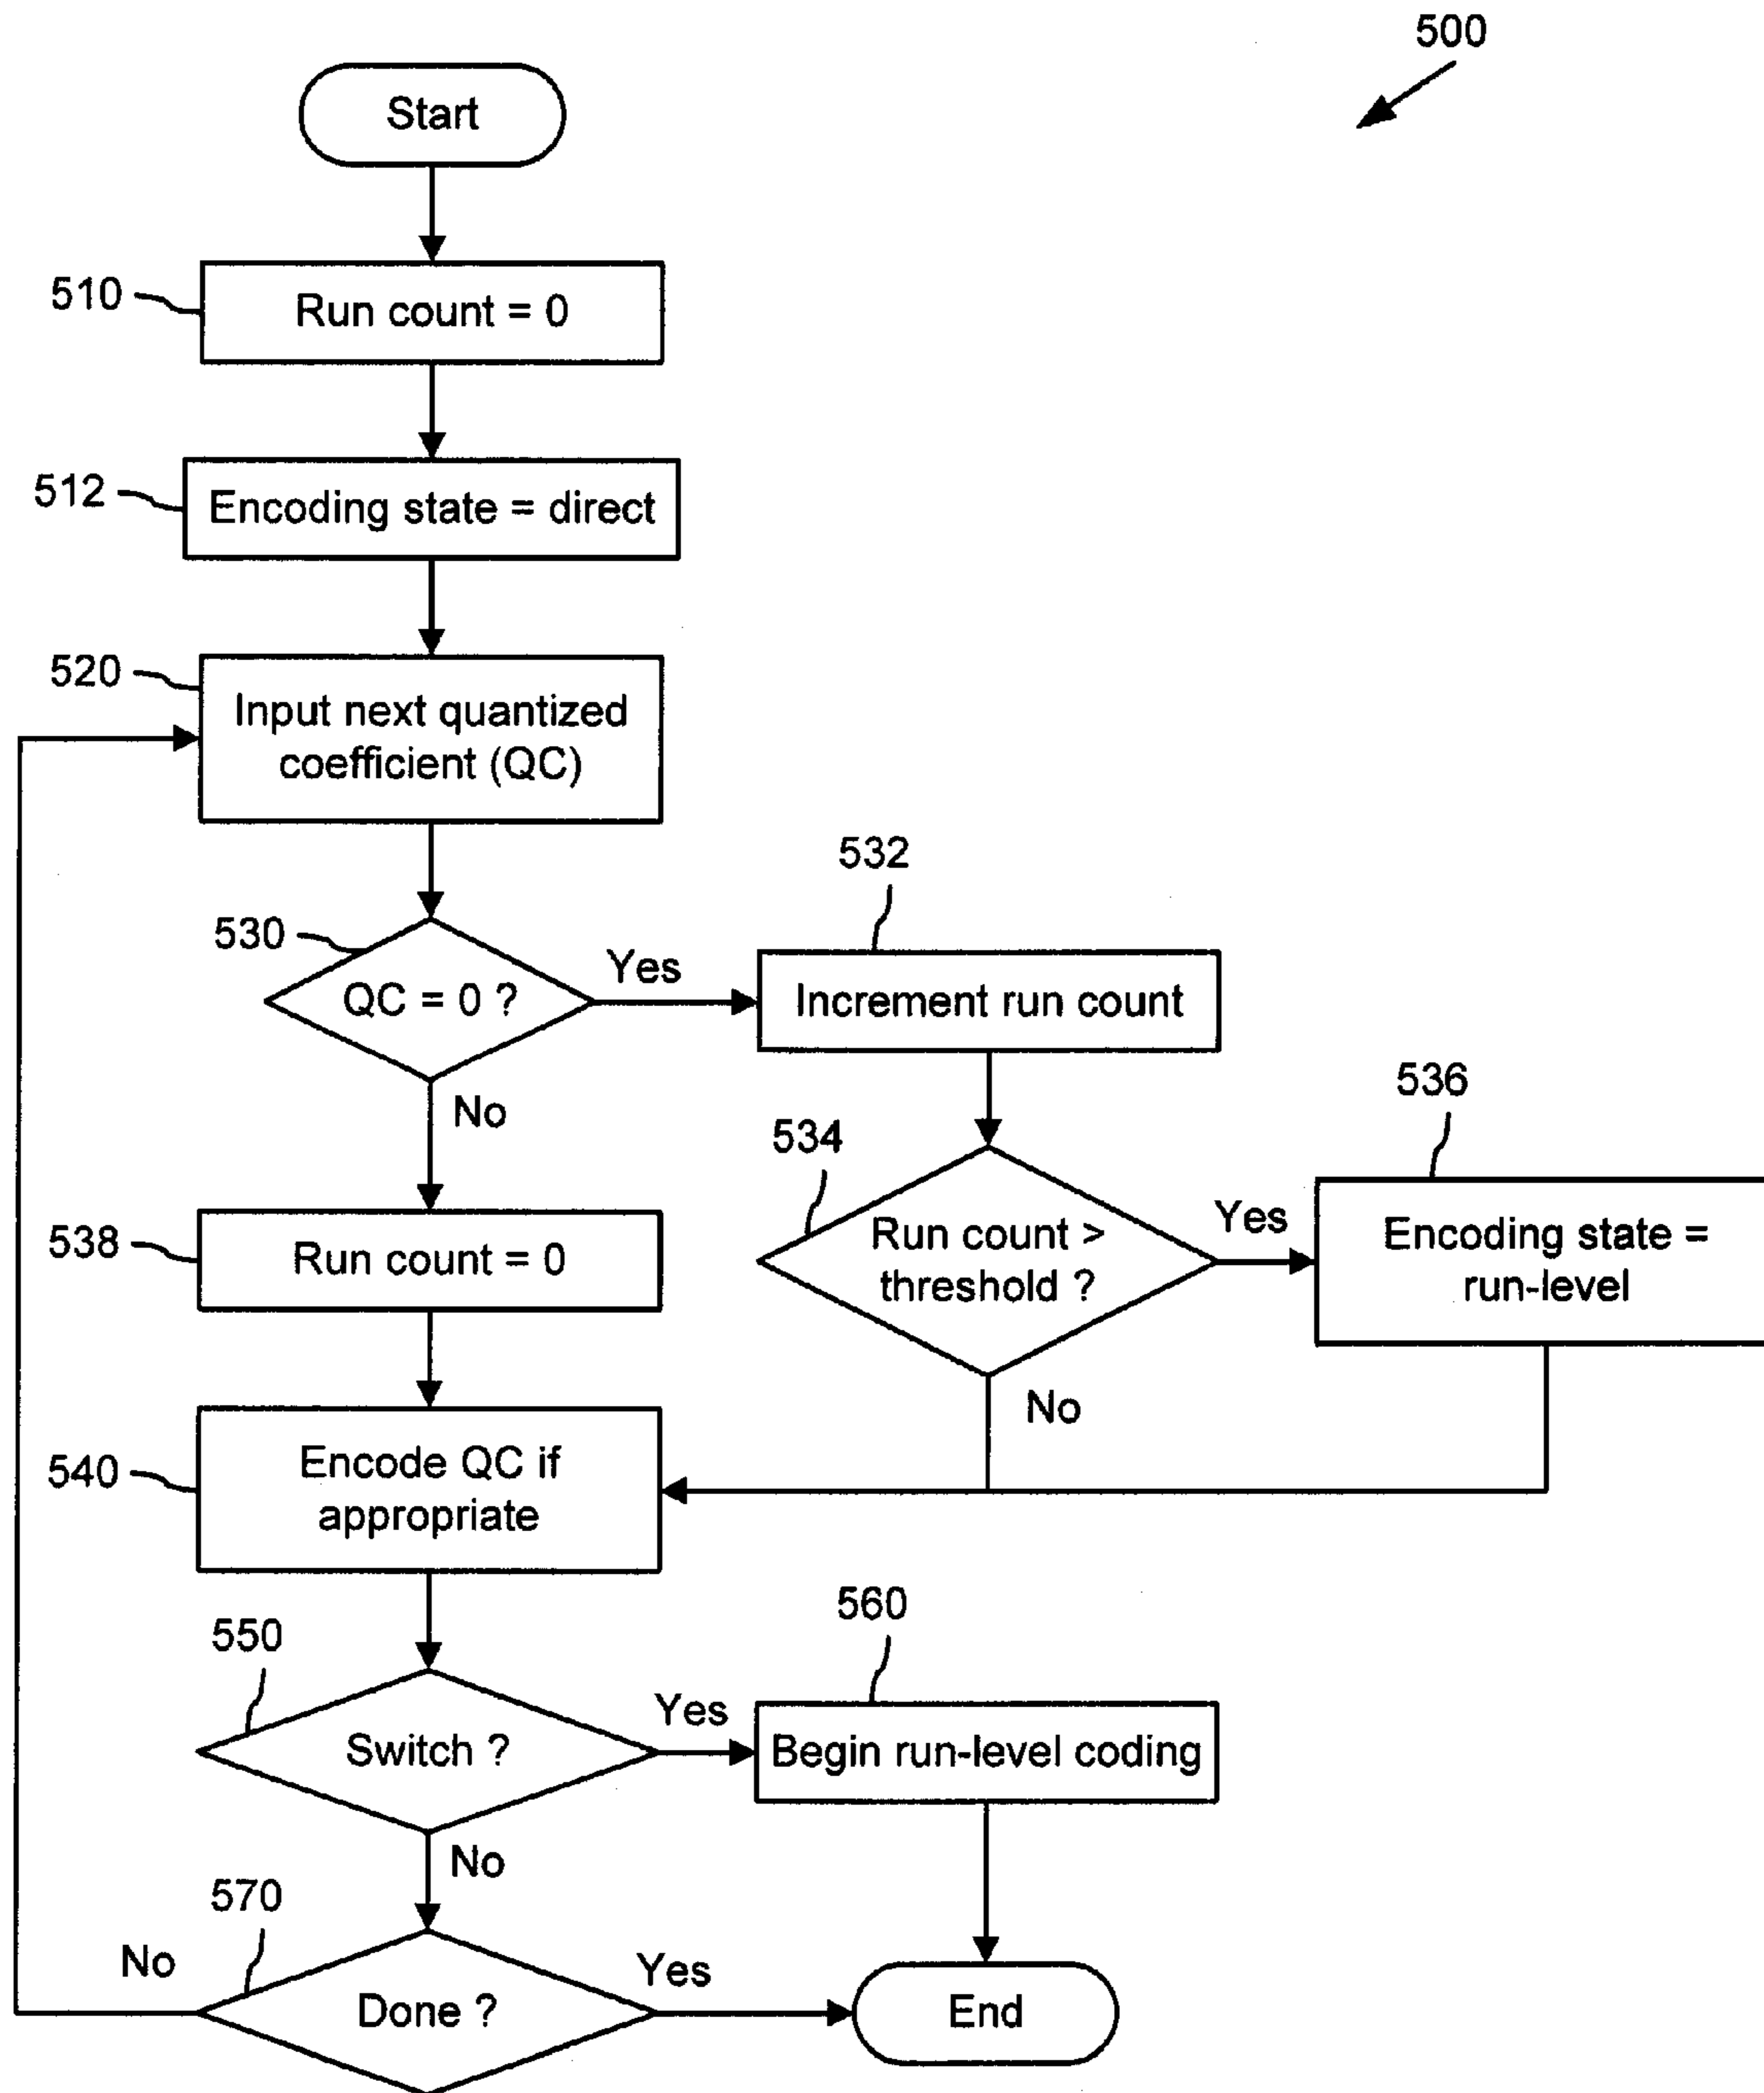 500
Start
510
Run count = 0
512
Encoding state = direct
520
Input next quantized
coefficient (QC)
530
QC = 0 ?
Yes
532
Increment run count
No
534
Run count >
threshold ?
Yes
536
Encoding state =
run-level
No
538
Run count = 0
540
Encode QC if
appropriate
550
Switch ?
Yes
560
Begin run-level coding
No
570
Done ?
No
Yes
End